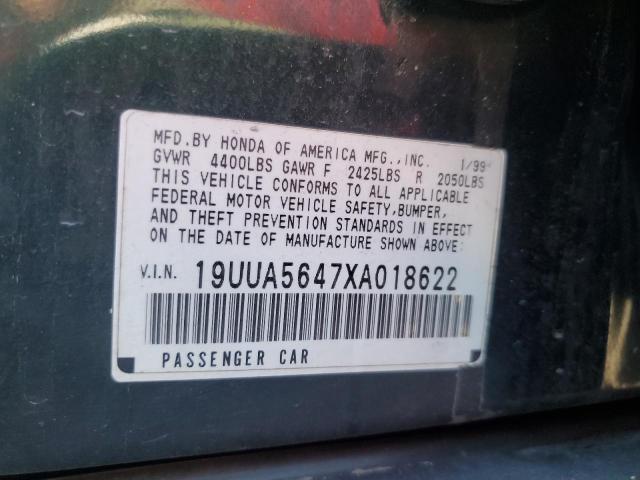 MFD.BY HONDA OF AMERICA MFG.,INC. 1/99
GVWR 4400LBS GAWR F 2425LBS R 2050LBS
THIS VEHICLE CONFORMS TO ALL APPLICABLE
FEDERAL MOTOR VEHICLE SAFETY,BUMPER,
AND THEFT PREVENTION STANDARDS IN EFFECT
ON THE DATE OF MANUFACTURE SHOWN ABOVE:
V.I.N. 19UUA5647XA018622
PASSENGER CAR